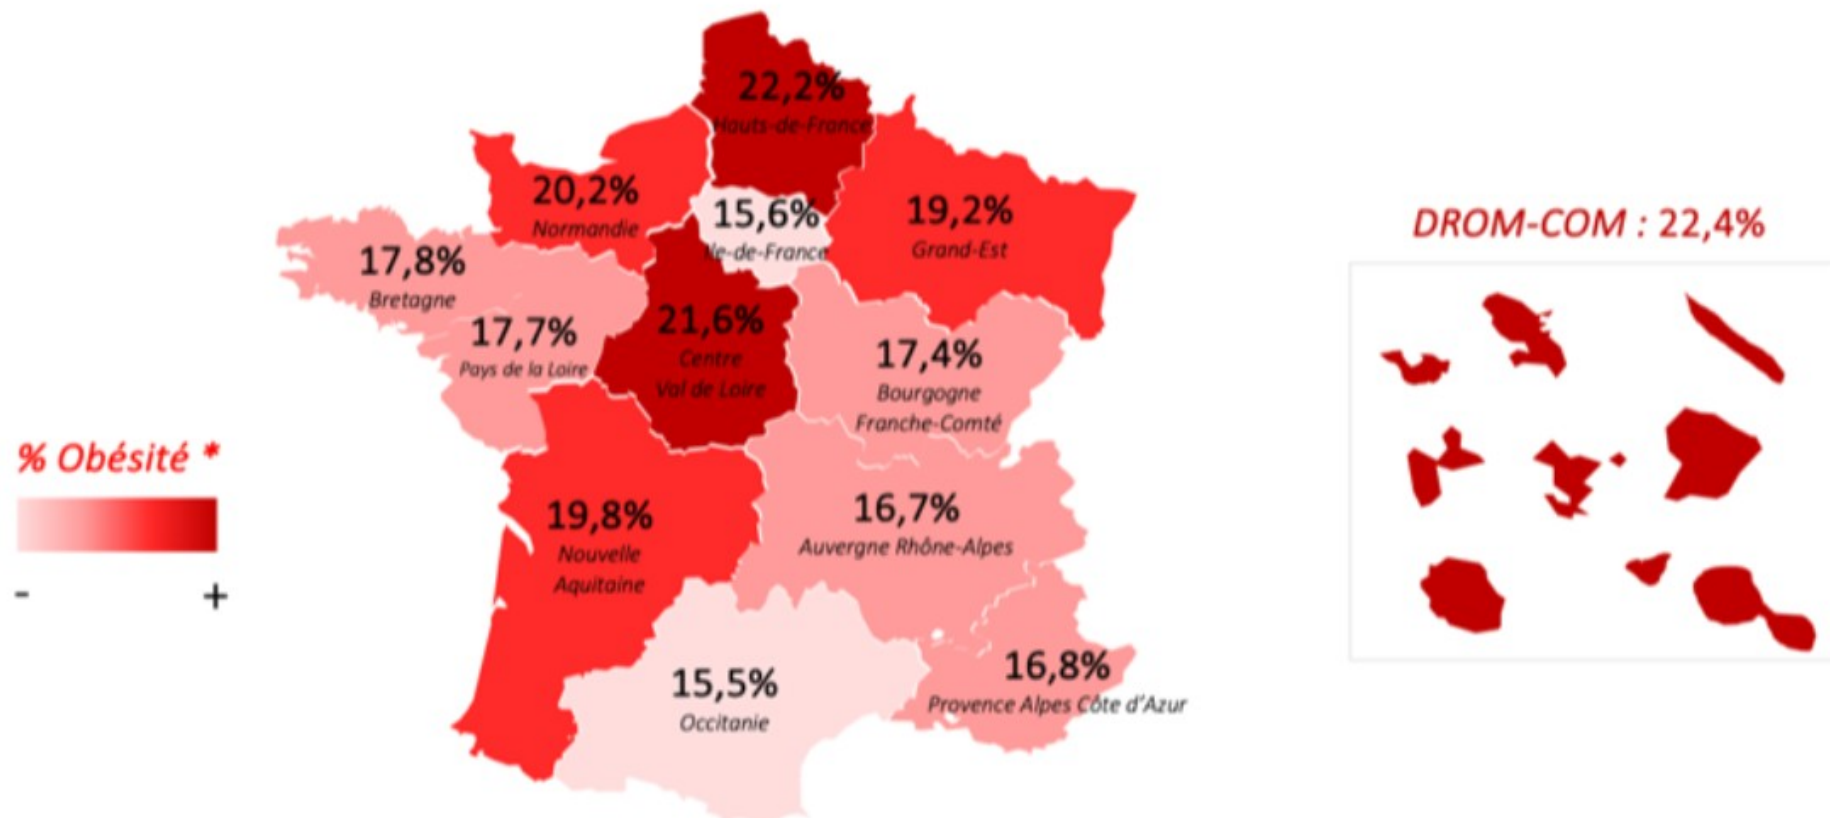 22,2%
Hauts-de-France
20,2%
Normandie
15,6%
Ile-de-France
19,2%
Grand-Est
17,8%
Bretagne
17,7%
Pays de la Loire
21,6%
Centre
Val de Loire
17,4%
Bourgogne
Franche-Comté
19,8%
Nouvelle
Aquitaine
16,7%
Auvergne Rhône-Alpes
15,5%
Occitanie
16,8%
Provence Alpes Côte d'Azur
% Obésité *
- +
DROM-COM : 22,4%